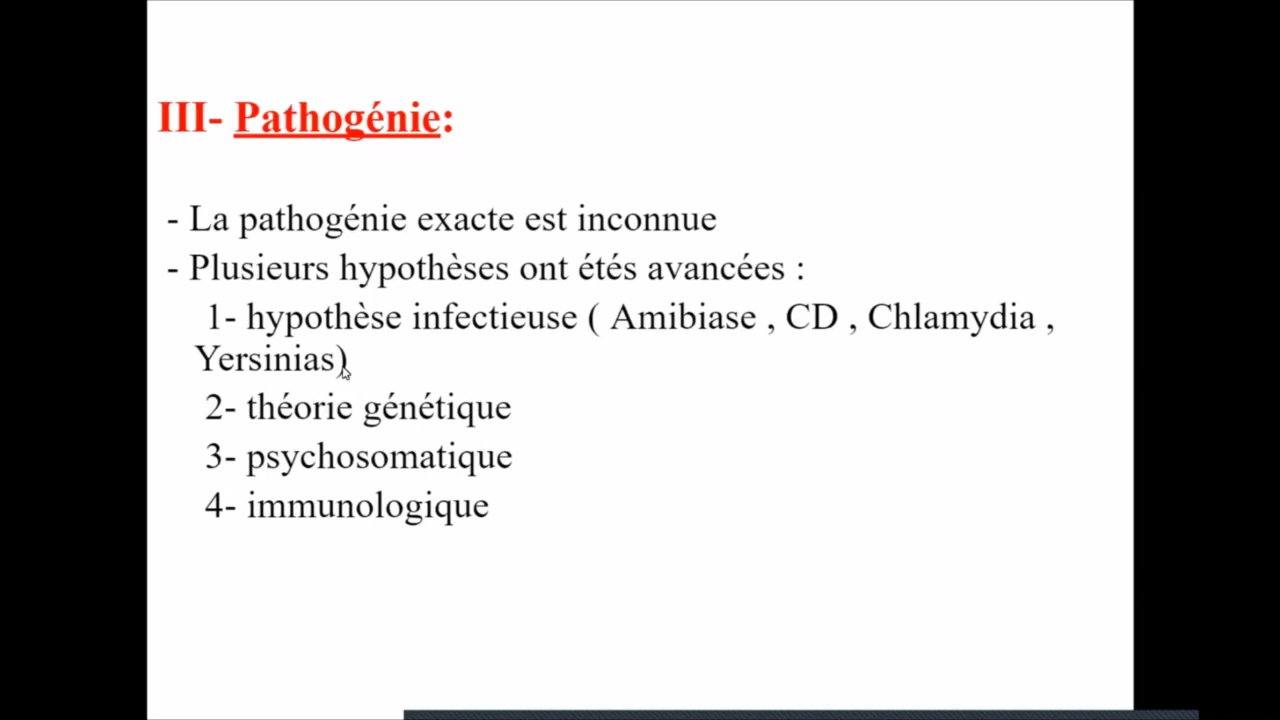 III- Pathogénie:
- La pathogénie exacte est inconnue
- Plusieurs hypothèses ont étés avancées :
1- hypothèse infectieuse ( Amibiase , CD , Chlamydia ,
Yersinias)
2- théorie génétique
3- psychosomatique
4- immunologique